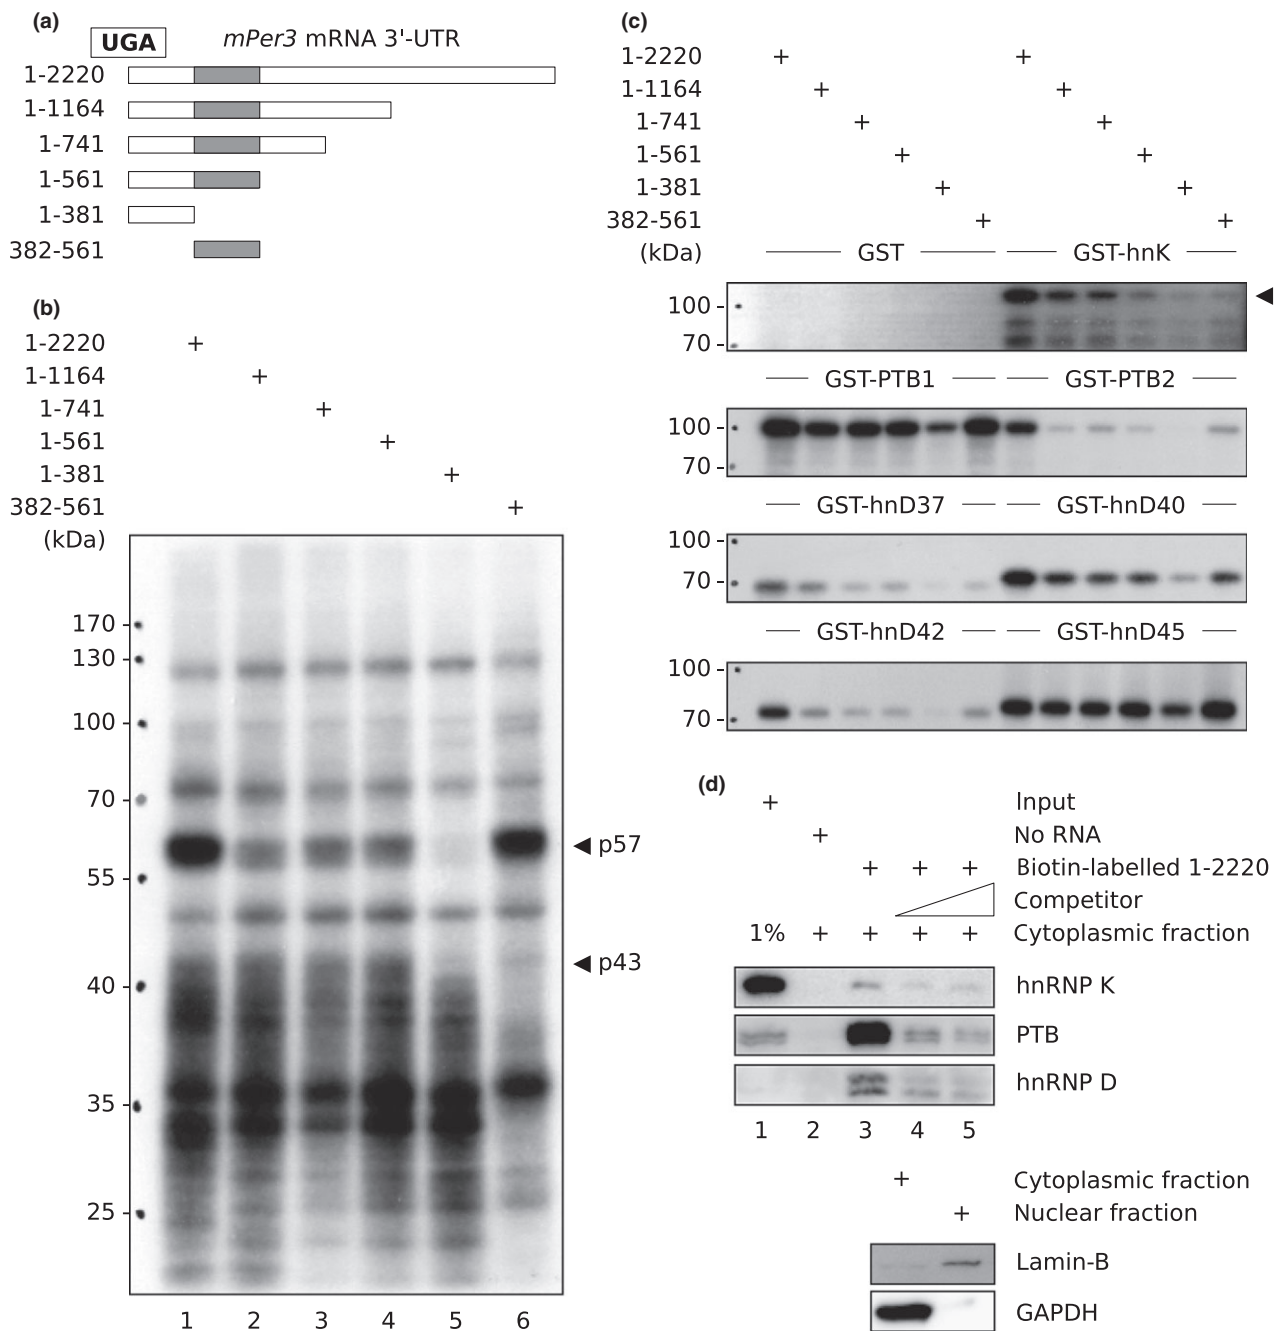 (a)
UGA
mPer3 mRNA 3'-UTR
1-2220
1-1164
1-741
1-561
1-381
382-561
(b)
1-2220 +
1-1164 +
1-741 +
1-561 +
1-381 +
382-561 +
(kDa)
170
130
100
70
p57
55
p43
40
35
25
1 2 3 4 5 6
(c)
1-2220 + +
1-1164 + +
1-741 + +
1-561 + +
1-381 + +
382-561 + +
(kDa) GST GST-hnK
100
70
GST-PTB1 GST-PTB2
100
70
GST-hnD37 GST-hnD40
100
70
GST-hnD42 GST-hnD45
100
70
(d)
+ Input
+ No RNA
+ + + Biotin-labelled 1-2220
Competitor
1% + + + + Cytoplasmic fraction
hnRNP K
PTB
hnRNP D
1 2 3 4 5
+ Cytoplasmic fraction
+ Nuclear fraction
Lamin-B
GAPDH